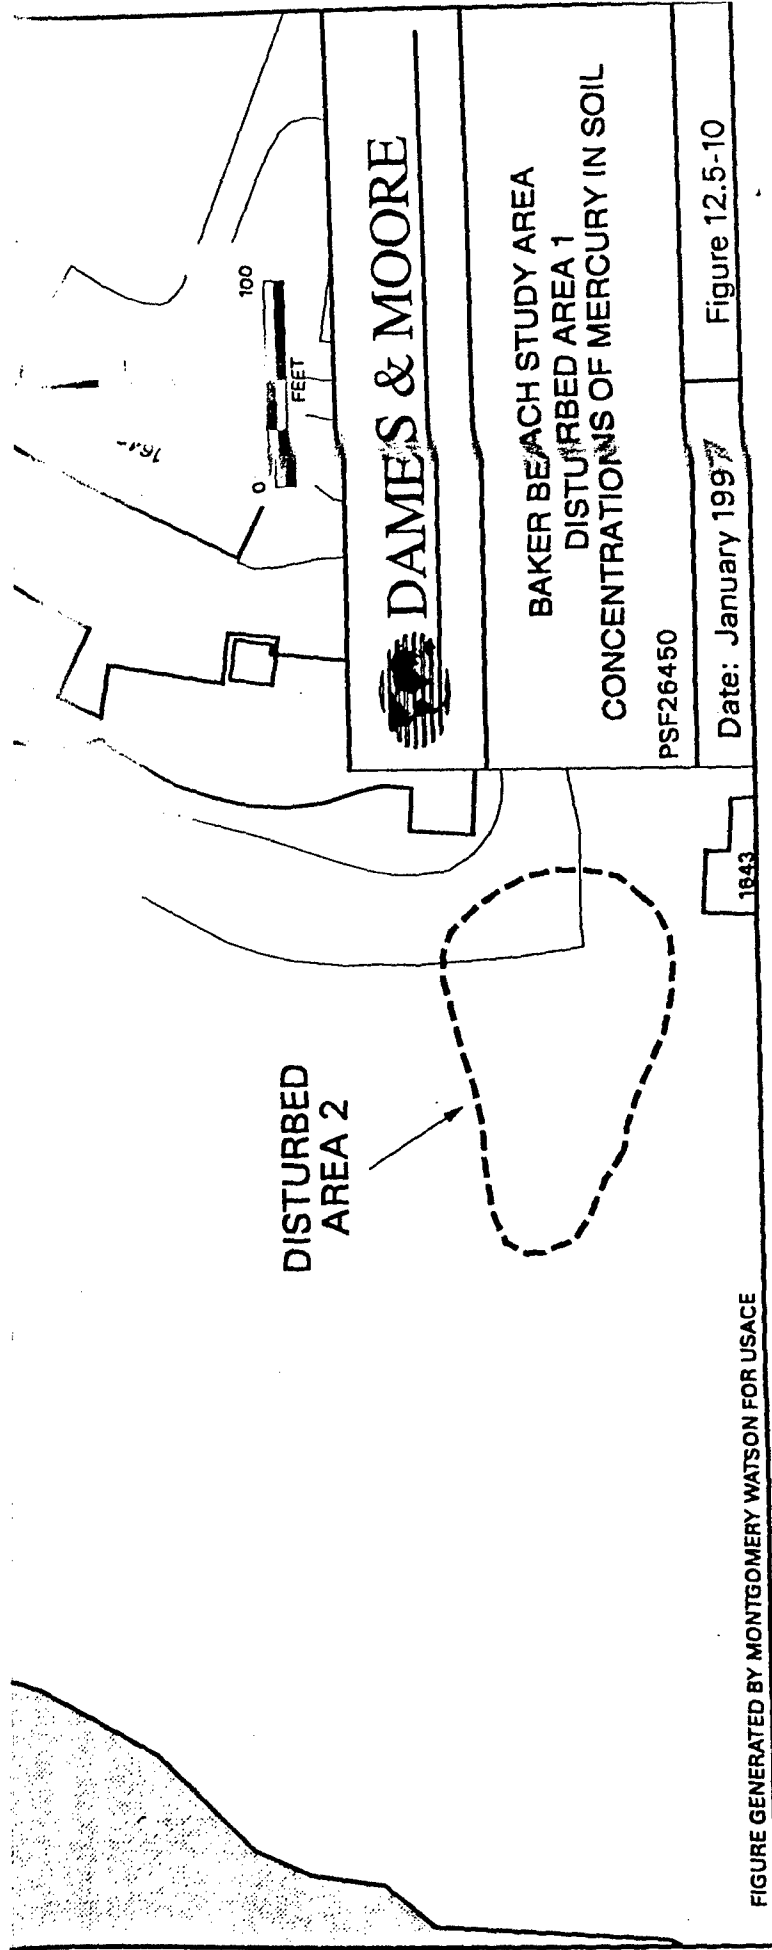 DISTURBED
AREA 2
0
100
FEET
DAMES & MOORE
BAKER BEACH STUDY AREA
DISTURBED AREA 1
CONCENTRATIONS OF MERCURY IN SOIL
PSF26450
Date: January 1997
Figure 12.5-10
1643
FIGURE GENERATED BY MONTGOMERY WATSON FOR USACE